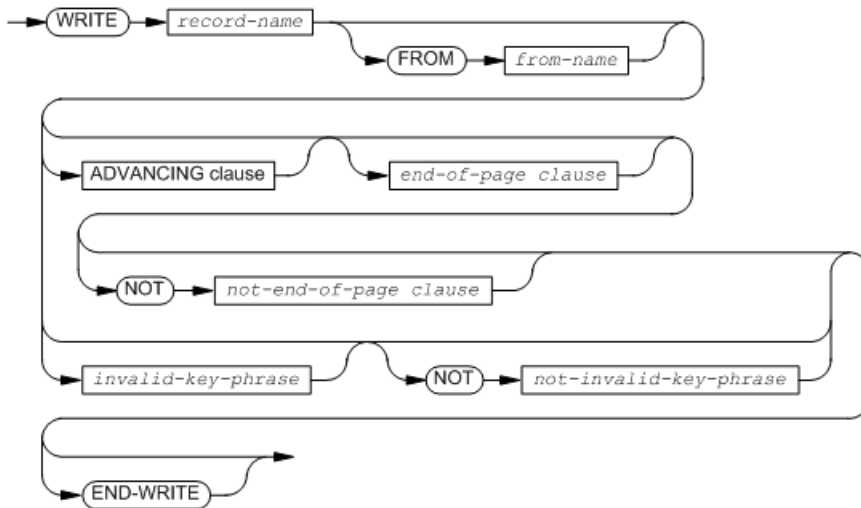 WRITE record-name
FROM from-name
ADVANCING clause end-of-page clause
NOT not-end-of-page clause
invalid-key-phrase NOT not-invalid-key-phrase
END-WRITE